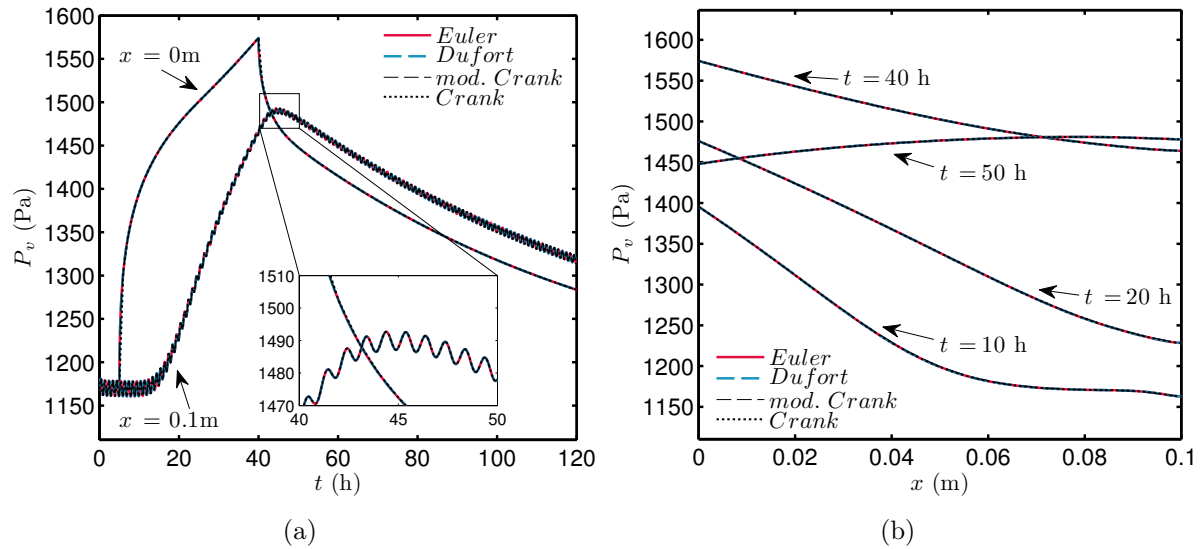 1600
1550
1500
1450
1400
1350
1300
1250
1200
1150
P_v (Pa)
x = 0m
Euler
Dufort
mod. Crank
Crank
1510
1500
1490
1480
1470
40
45
50
x = 0.1m
0
20
40
60
80
100
120
t (h)
(a)
1600
1550
1500
1450
1400
1350
1300
1250
1200
1150
P_v (Pa)
t = 40 h
t = 50 h
t = 20 h
t = 10 h
Euler
Dufort
mod. Crank
Crank
0
0.02
0.04
0.06
0.08
0.1
x (m)
(b)